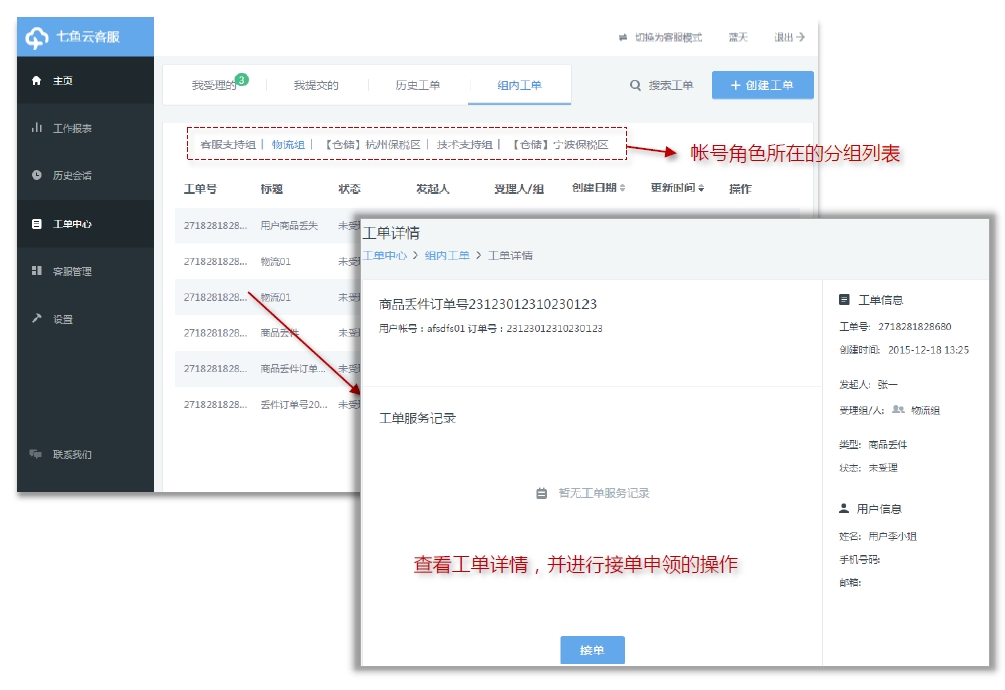 七鱼云客服
切换为客服模式 蓝天 退出
主页
工作报表
历史会话
工单中心
客服管理
设置
联系我们
我受理的 3 我提交的 历史工单 组内工单 搜索工单 + 创建工单
客服支持组 | 物流组 | 【仓储】杭州保税区 | 技术支持组 | 【仓储】宁波保税区
帐号角色所在的分组列表
工单号 标题 状态 发起人 受理人/组 创建日期 更新时间 操作
2718281828... 用户商品丢失 未受
2718281828... 物流01 未受
2718281828... 物流01 未受
2718281828... 商品丢件 未受
2718281828... 商品丢件订单... 未受
2718281828... 丢件订单号20... 未受
工单详情
工单中心 > 组内工单 > 工单详情
商品丢件订单号23123012310230123
用户帐号：afsdfs01 订单号：23123012310230123
工单服务记录
暂无工单服务记录
查看工单详情，并进行接单申领的操作
接单
工单信息
工单号: 2718281828680
创建时间: 2015-12-18 13:25
发起人: 张一
受理组/人: 物流组
类型: 商品丢件
状态: 未受理
用户信息
姓名: 用户李小姐
手机号码:
邮箱: